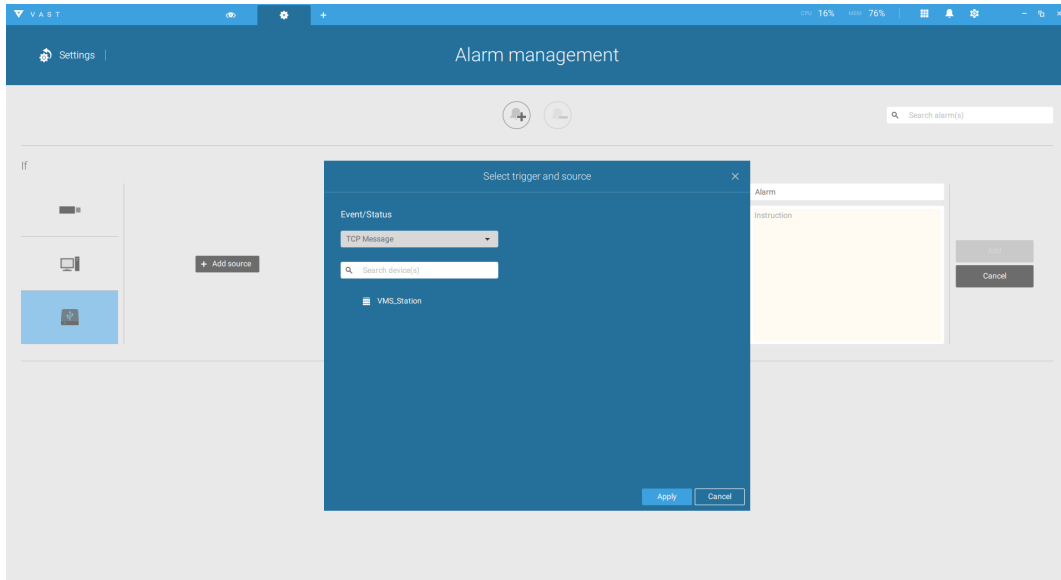 VAST
CPU 16% MEM 76%
Settings
Alarm management
Search alarm(s)
If
Select trigger and source
Alarm
Event/Status
Instruction
TCP Message
Add
+ Add source
Search device(s)
Cancel
VMS_Station
Apply
Cancel